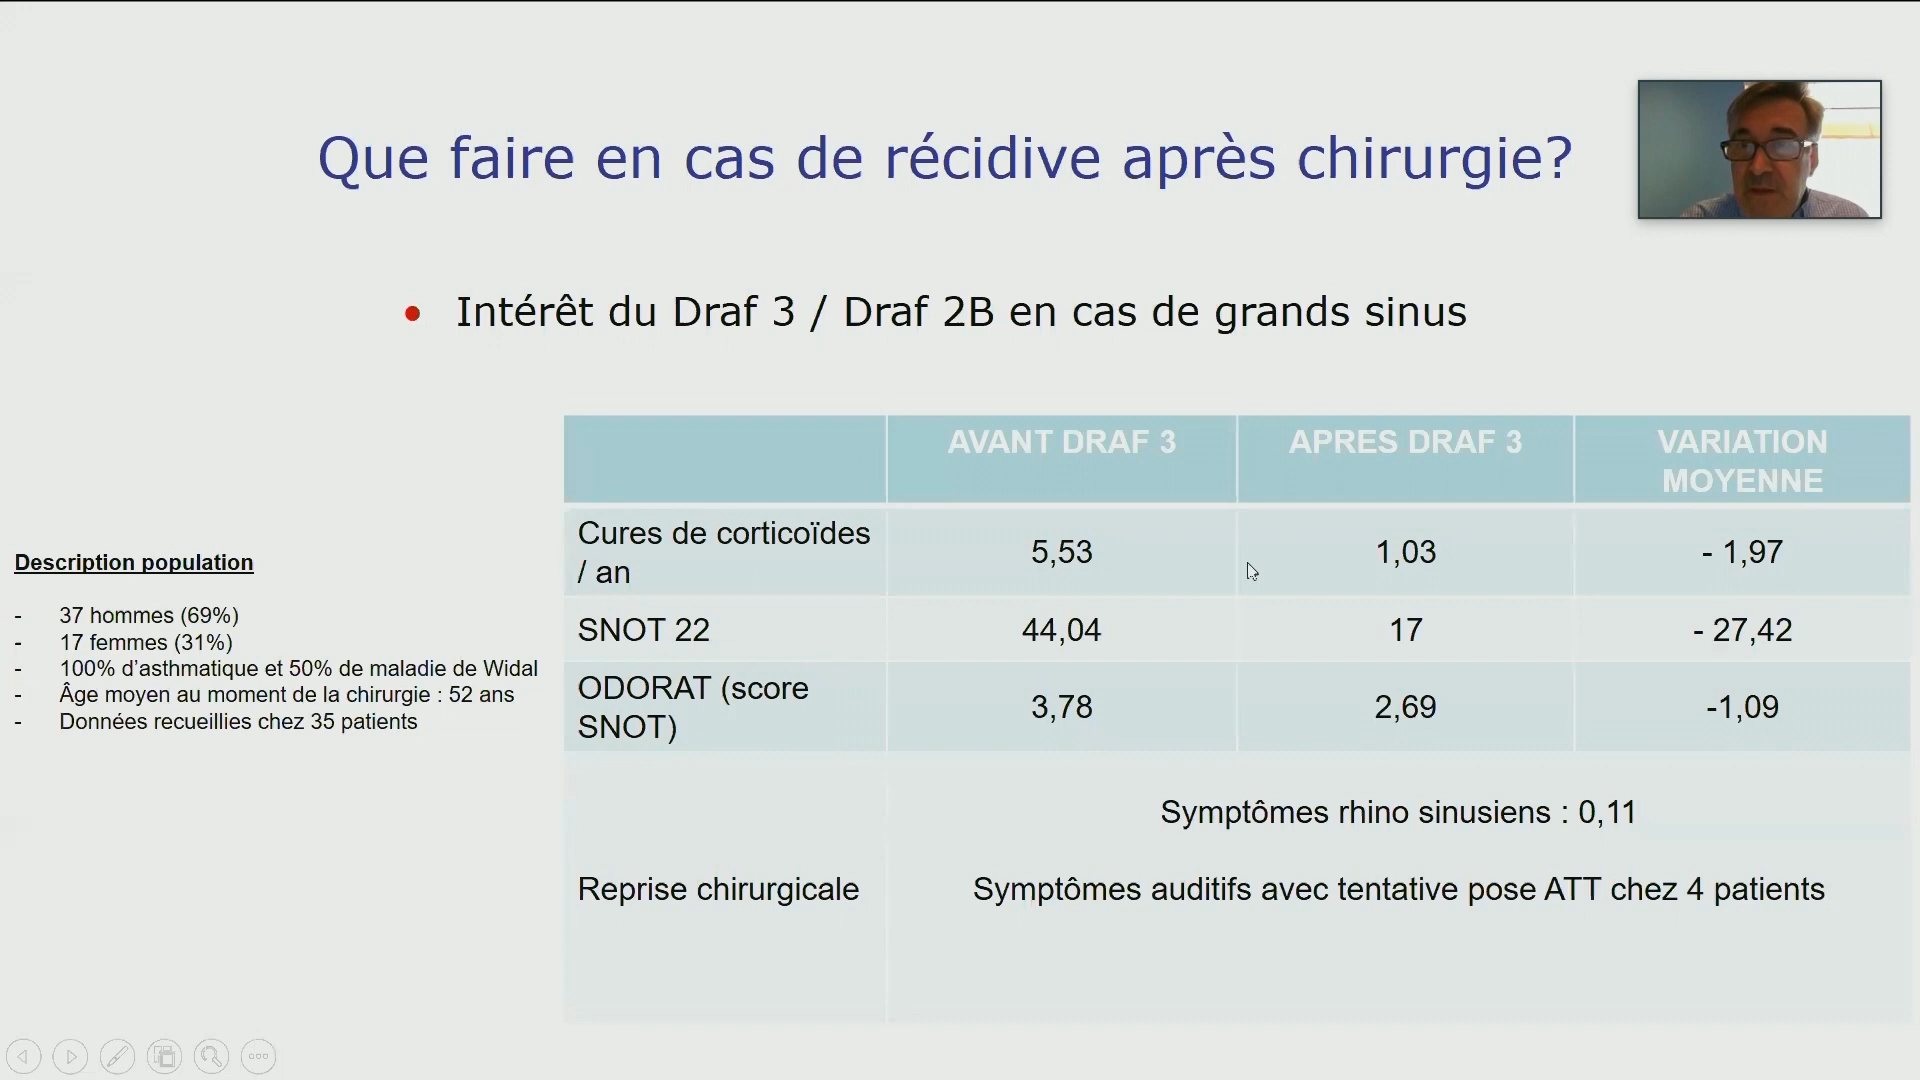 Que faire en cas de récidive après chirurgie?
• Intérêt du Draf 3 / Draf 2B en cas de grands sinus
Description population
- 37 hommes (69%)
- 17 femmes (31%)
- 100% d’asthmatique et 50% de maladie de Widal
- Âge moyen au moment de la chirurgie : 52 ans
- Données recueillies chez 35 patients
AVANT DRAF 3 APRES DRAF 3 VARIATION
MOYENNE
Cures de corticoïdes
/ an 5,53 1,03 - 1,97
SNOT 22 44,04 17 - 27,42
ODORAT (score
SNOT) 3,78 2,69 -1,09
Symptômes rhino sinusiens : 0,11
Reprise chirurgicale Symptômes auditifs avec tentative pose ATT chez 4 patients